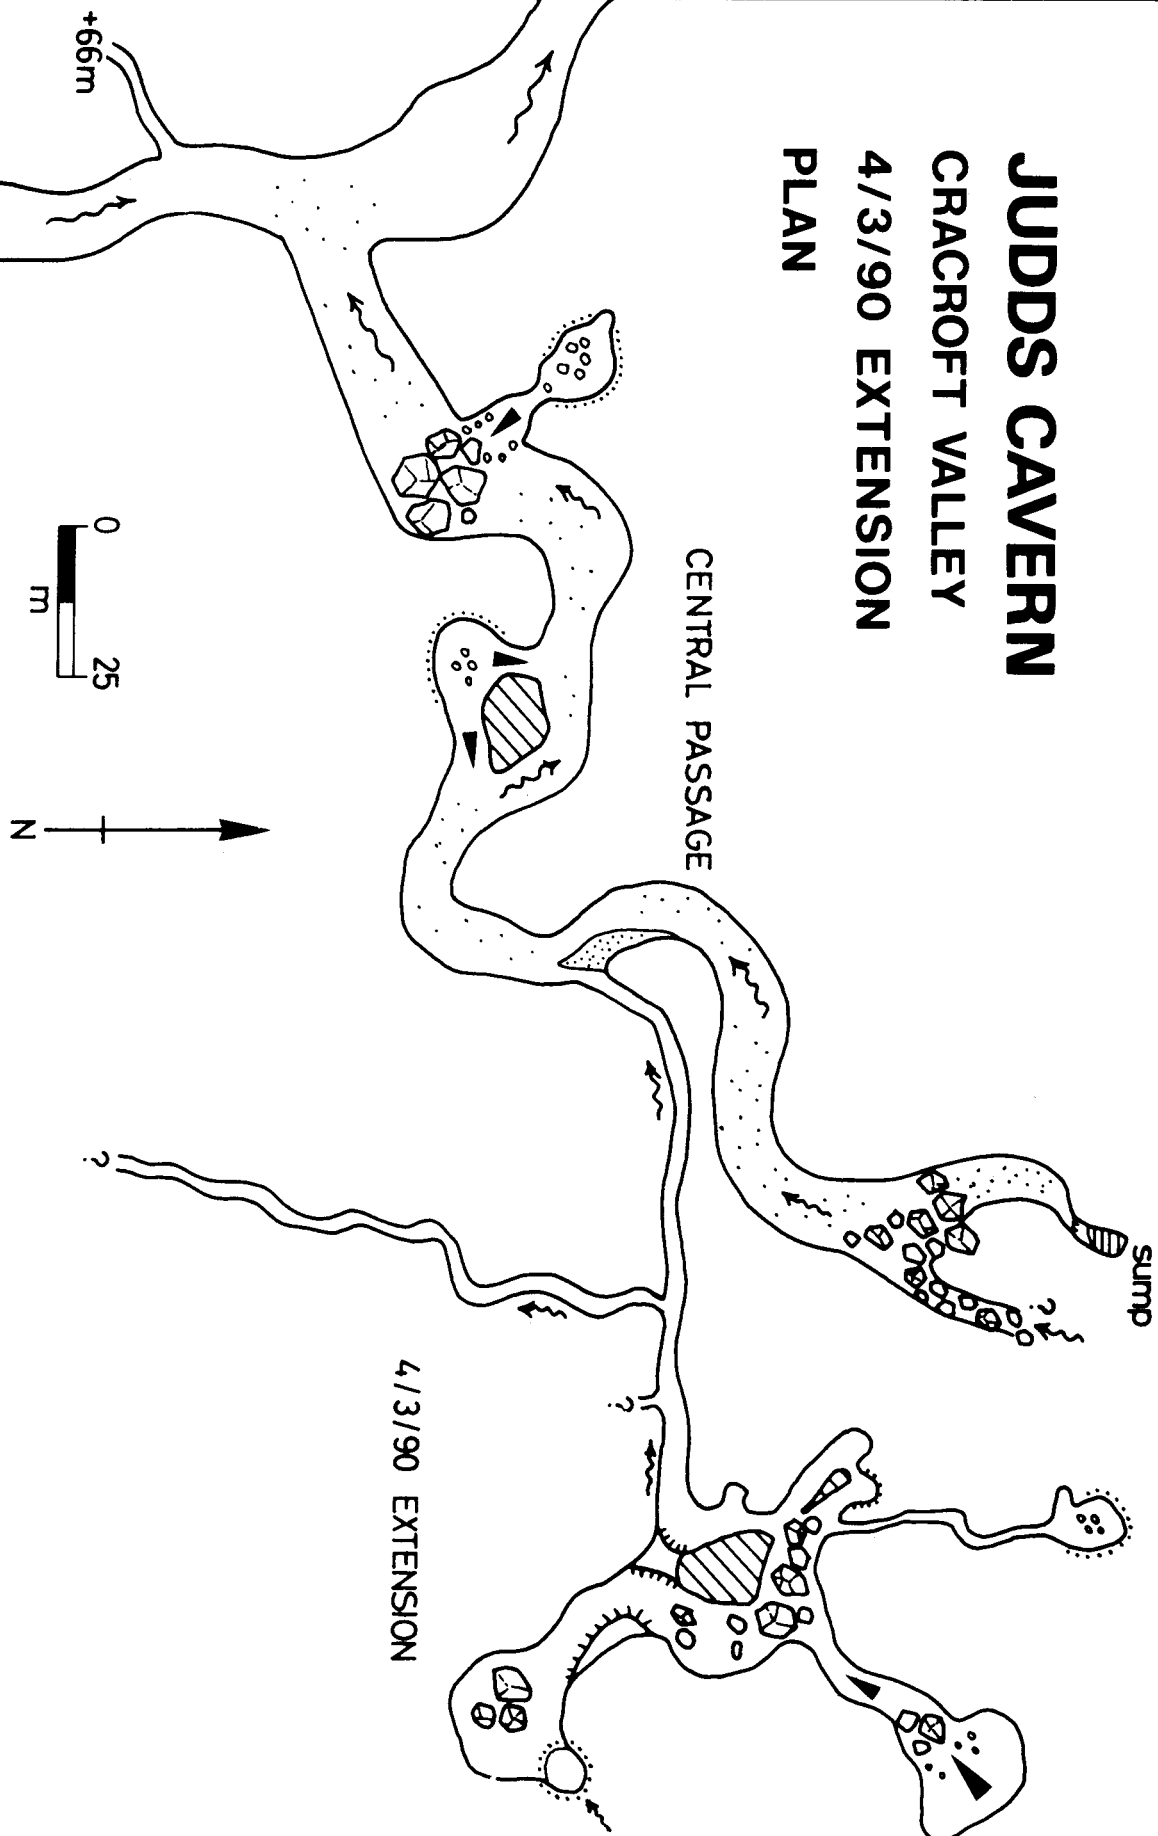 JUDDS CAVERN
CRACROFT VALLEY
4/3/90 EXTENSION
PLAN
sump
?
CENTRAL PASSAGE
?
4/3/90 EXTENSION
?
+66m
0 25
m
N